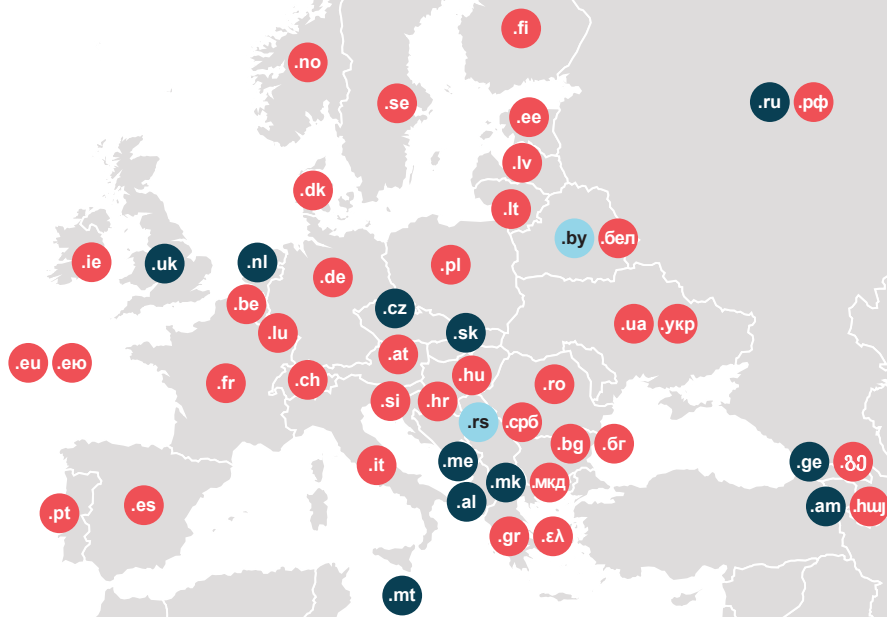 .fi
.no
.se
.ru .рф
.ee
.lv
.dk
.lt
.by .бел
.ie
.uk
.nl
.de
.pl
.be
.cz
.lu
.sk
.ua .укр
.at
.eu .ею
.fr
.ch
.hu
.ro
.si
.hr
.rs .срб
.bg .бг
.it
.me
.ge .გე
.mk .мкд
.al
.pt
.es
.am .հայ
.gr .ελ
.mt